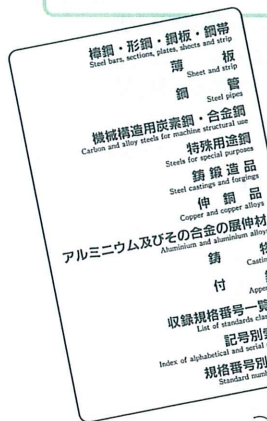 棒鋼・形鋼・鋼板・鋼帯
Steel bars, sections, plates, sheets and strip
薄 板
Sheet and strip
鋼 管
Steel pipes
機械構造用炭素鋼・合金鋼
Carbon and alloy steels for machine structural use
特殊用途鋼
Steels for special purposes
鋳鍛造品
Steel castings and forgings
伸銅品
Copper and copper alloys
アルミニウム及びその合金の展伸材
Aluminium and aluminium alloys
鋳
付
収録規格番号一覧
List of standards
記号別
Index of alphabetical and serial
規格番号別
Standard